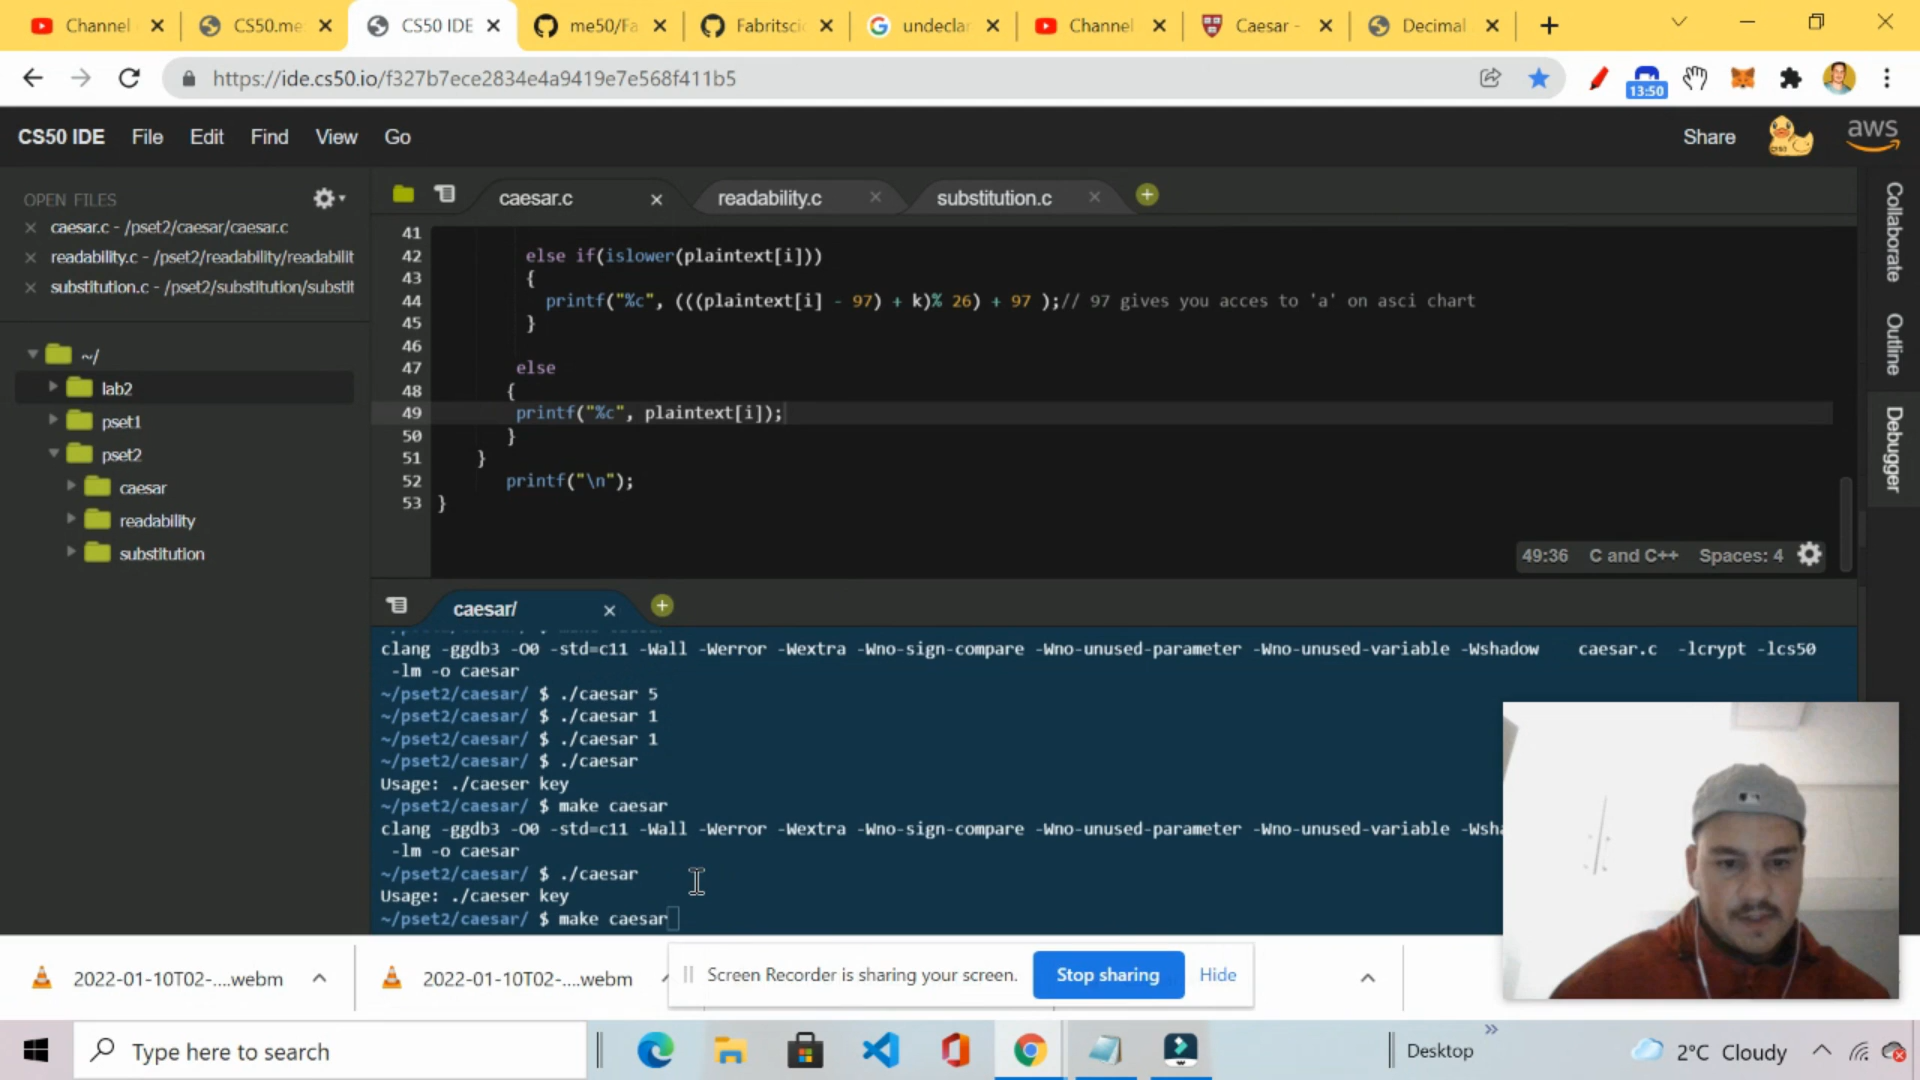 Channel
CS50.me
CS50 IDE
me50/Fa
Fabritsci
undeclar
Channel
Caesar -
Decimal
https://ide.cs50.io/f327b7ece2834e4a9419e7e568f411b5
13:50
CS50 IDE File Edit Find View Go
Share
aws
OPEN FILES
caesar.c - /pset2/caesar/caesar.c
readability.c - /pset2/readability/readabilit
substitution.c - /pset2/substitution/substit
~/
lab2
pset1
pset2
caesar
readability
substitution
caesar.c
readability.c
substitution.c
41
42 else if(islower(plaintext[i]))
43 {
44 printf("%c", (((plaintext[i] - 97) + k)% 26) + 97 );// 97 gives you acces to 'a' on asci chart
45 }
46
47 else
48 {
49 printf("%c", plaintext[i]);
50 }
51 }
52 printf("\n");
53 }
49:36 C and C++ Spaces: 4
Collaborate
Outline
Debugger
caesar/
clang -ggdb3 -O0 -std=c11 -Wall -Werror -Wextra -Wno-sign-compare -Wno-unused-parameter -Wno-unused-variable -Wshadow caesar.c -lcrypt -lcs50
-lm -o caesar
~/pset2/caesar/ $ ./caesar 5
~/pset2/caesar/ $ ./caesar 1
~/pset2/caesar/ $ ./caesar 1
~/pset2/caesar/ $ ./caesar
Usage: ./caeser key
~/pset2/caesar/ $ make caesar
clang -ggdb3 -O0 -std=c11 -Wall -Werror -Wextra -Wno-sign-compare -Wno-unused-parameter -Wno-unused-variable -Wsha
-lm -o caesar
~/pset2/caesar/ $ ./caesar
Usage: ./caeser key
~/pset2/caesar/ $ make caesar
2022-01-10T02-....webm
2022-01-10T02-....webm
Screen Recorder is sharing your screen.
Stop sharing
Hide
Type here to search
Desktop
2°C Cloudy